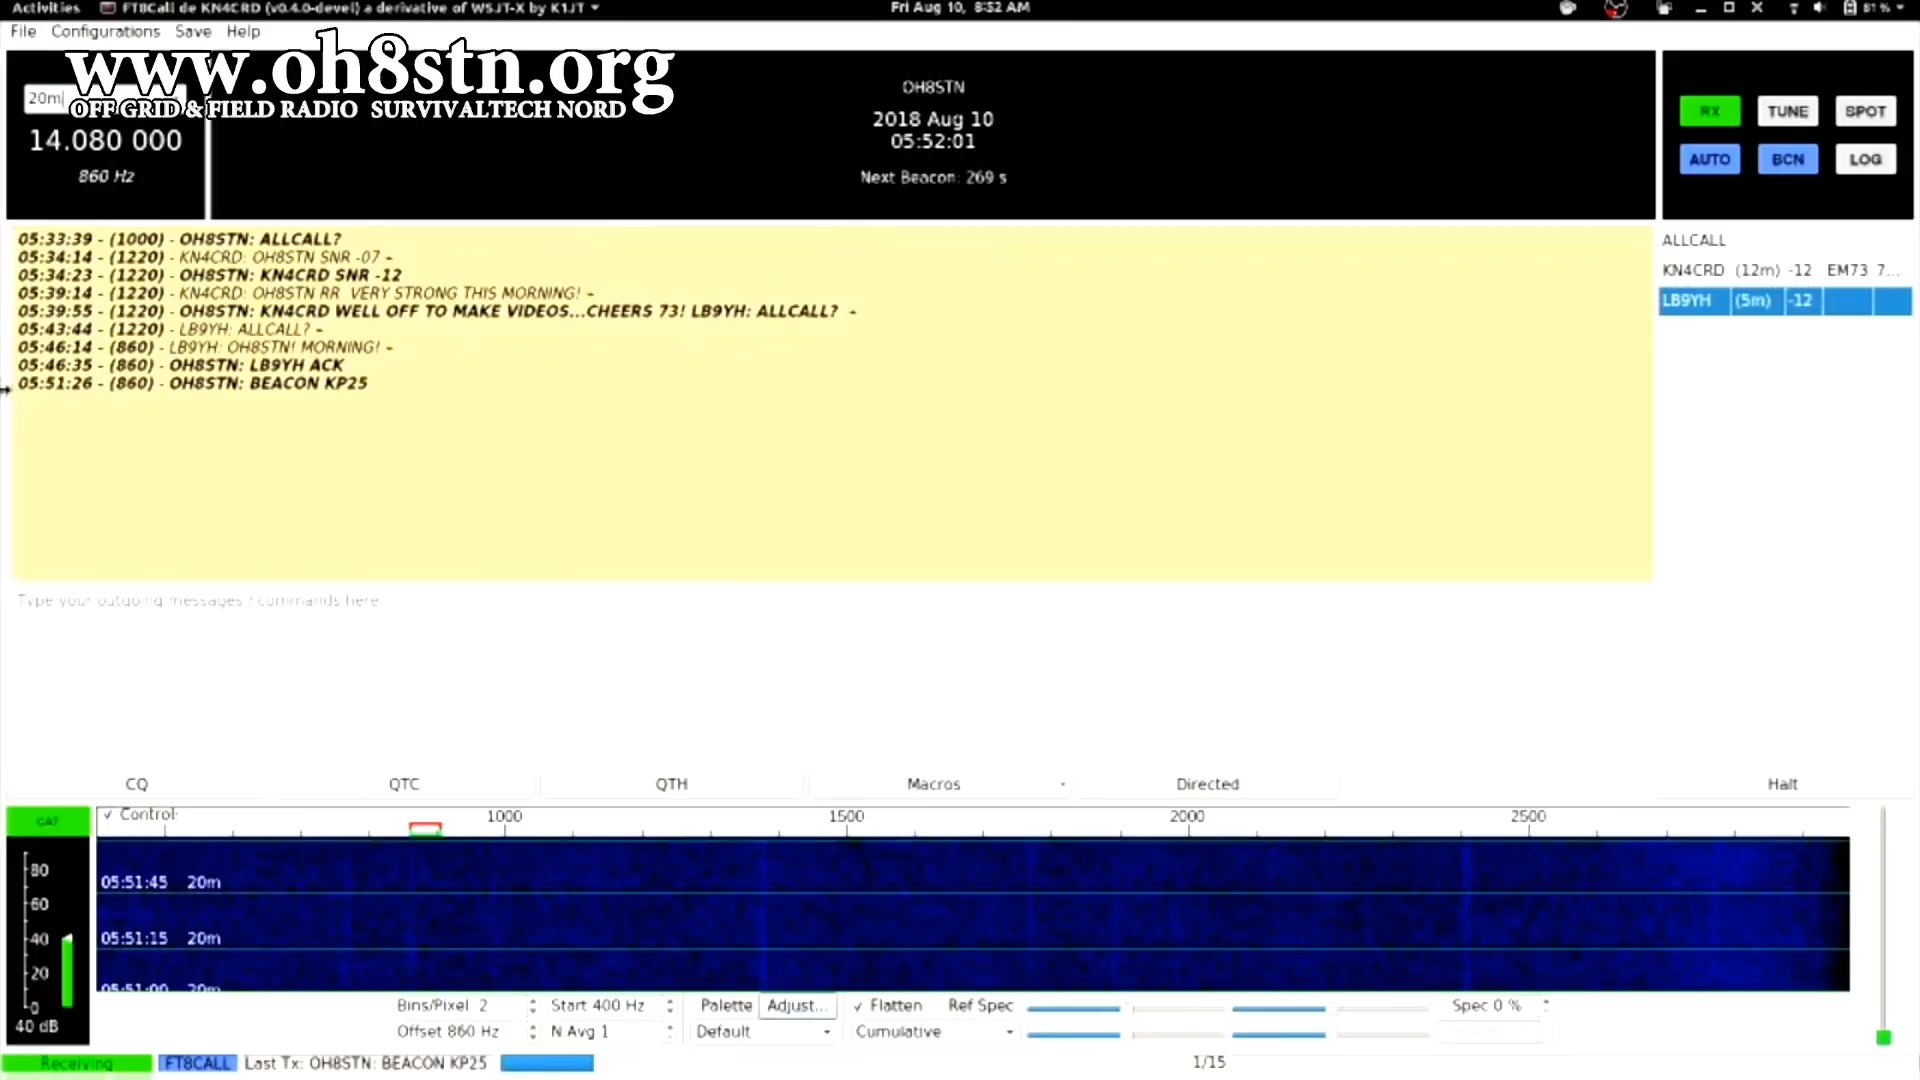 Activities FT8Call de KN4CRD (v0.4.0-devel) a derivative of WSJT-X by K1JT Fri Aug 10, 8:52 AM 81 %
File Configurations Save Help
www.oh8stn.org
OFF GRID & FIELD RADIO SURVIVALTECH NORD
20m
14.080 000
860 Hz
OH8STN
2018 Aug 10
05:52:01
Next Beacon: 269 s
RX TUNE SPOT
AUTO BCN LOG
05:33:39 - (1000) - OH8STN: ALLCALL?
05:34:14 - (1220) - KN4CRD: OH8STN SNR -07 -
05:34:23 - (1220) - OH8STN: KN4CRD SNR -12
05:39:14 - (1220) - KN4CRD: OH8STN RR VERY STRONG THIS MORNING! -
05:39:55 - (1220) - OH8STN: KN4CRD WELL OFF TO MAKE VIDEOS...CHEERS 73! LB9YH: ALLCALL? -
05:43:44 - (1220) - LB9YH: ALLCALL? -
05:46:14 - (860) - LB9YH: OH8STN! MORNING! -
05:46:35 - (860) - OH8STN: LB9YH ACK
05:51:26 - (860) - OH8STN: BEACON KP25
ALLCALL
KN4CRD (12m) -12 EM73 7...
LB9YH (5m) -12
Type your outgoing messages / commands here
CQ QTC QTH Macros Directed Halt
CAT
Control:
1000 1500 2000 2500
80
60
40
20
0
40 dB
05:51:45 20m
05:51:15 20m
05:51:00 20m
Bins/Pixel 2 Start 400 Hz Palette Adjust... Flatten Ref Spec Spec 0 %
Offset 860 Hz N Avg 1 Default Cumulative
Receiving FT8CALL Last Tx: OH8STN: BEACON KP25 1/15